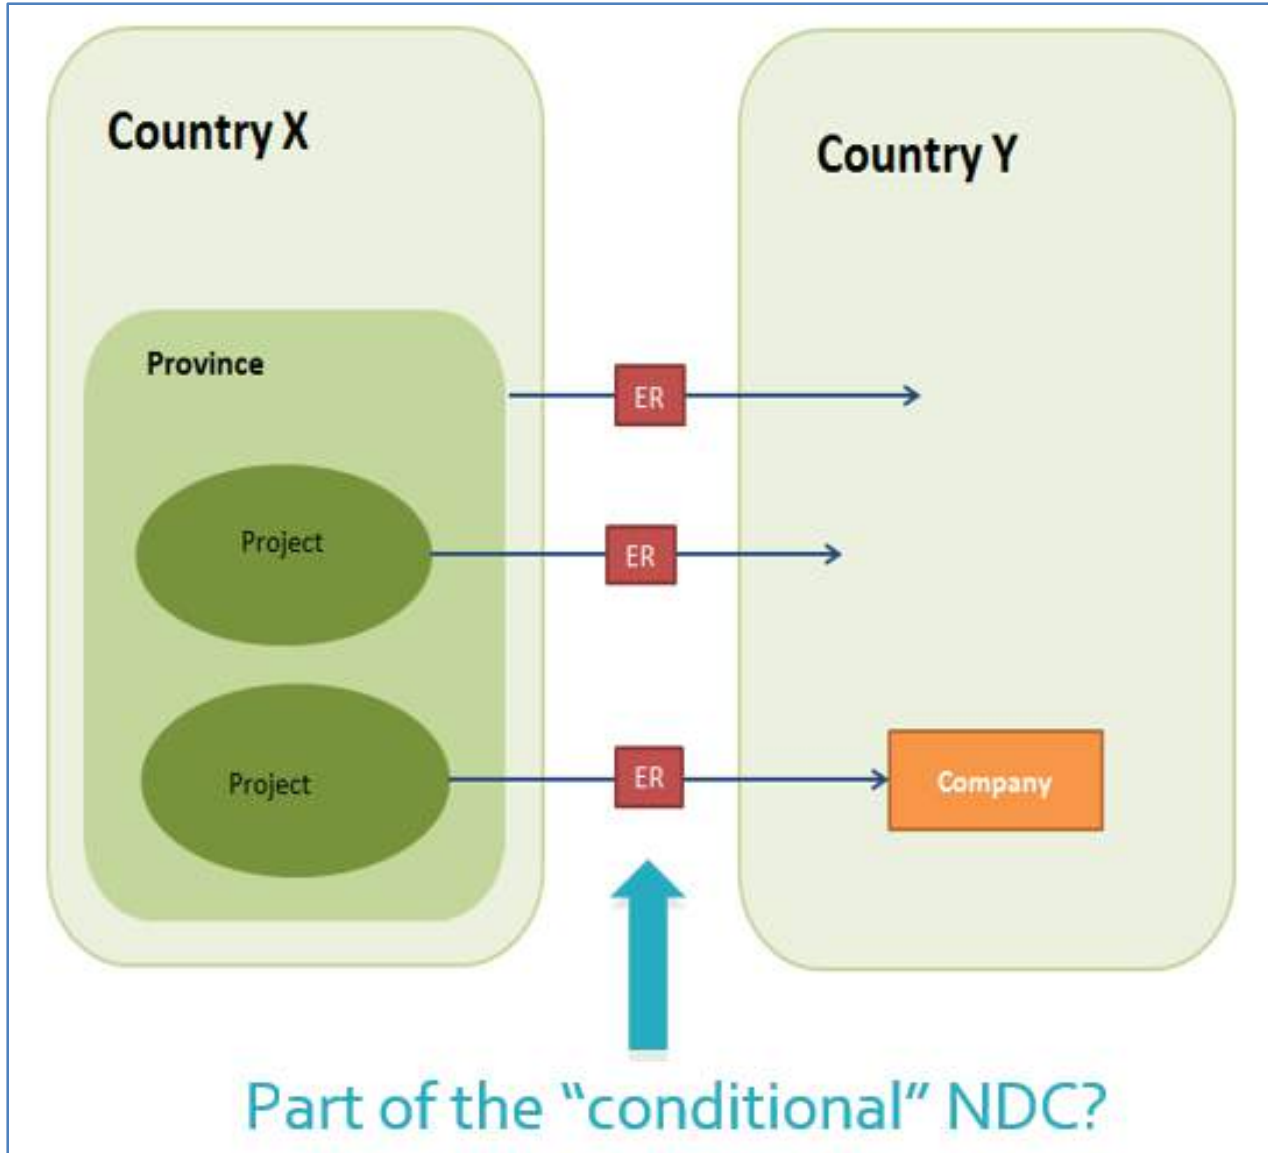 Country X
Country Y
Province
ER
Project
ER
Project
ER
Company
Part of the “conditional” NDC?